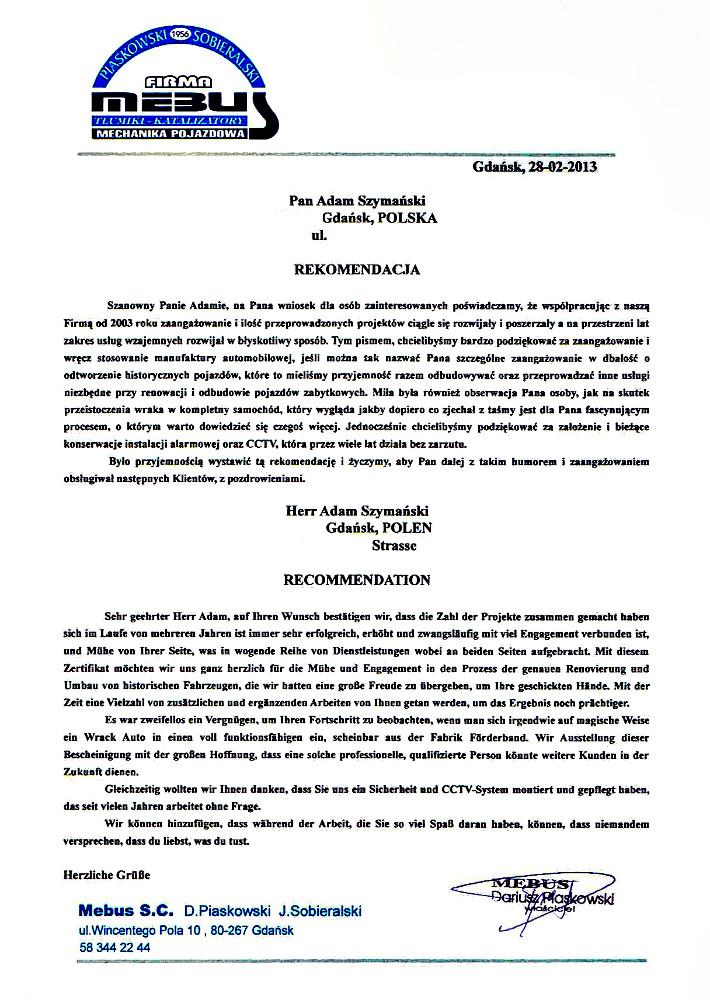 PIASKOWSKI 1956 SOBIERALSKI
FIRMA
MEBUS
TŁUMIKI - KATALIZATORY
MECHANIKA POJAZDOWA
Gdańsk, 28-02-2013
Pan Adam Szymański
Gdańsk, POLSKA
ul.
REKOMENDACJA
Szanowny Panie Adamie, na Pana wniosek dla osób zainteresowanych poświadczamy, że współpracując z naszą
Firmą od 2003 roku zaangażowanie i ilość przeprowadzonych projektów ciągle się rozwijały i poszerzały a na przestrzeni lat
zakres usług wzajemnych rozwijał w błyskotliwy sposób. Tym pismem, chcielibyśmy bardzo podziękować za zaangażowanie i
wręcz stosowanie manufaktury automobilowej, jeśli można tak nazwać Pana szczególne zaangażowanie w dbałość o
odtworzenie historycznych pojazdów, które to mieliśmy przyjemność razem odbudowywać oraz przeprowadzać inne usługi
niezbędne przy renowacji i odbudowie pojazdów zabytkowych. Miła była również obserwacja Pana osoby, jak na skutek
przeistoczenia wraka w kompletny samochód, który wygląda jakby dopiero co zjechał z taśmy jest dla Pana fascynującym
procesem, o którym warto dowiedzieć się czegoś więcej. Jednocześnie chcielibyśmy podziękować za założenie i bieżące
konserwacje instalacji alarmowej oraz CCTV, która przez wiele lat działa bez zarzutu.
Było przyjemnością wystawić tą rekomendację i życzymy, aby Pan dalej z takim humorem i zaangażowaniem
obsługiwał następnych Klientów, z pozdrowieniami.
Herr Adam Szymański
Gdańsk, POLEN
Strasse
RECOMMENDATION
Sehr geehrter Herr Adam, auf Ihren Wunsch bestätigen wir, dass die Zahl der Projekte zusammen gemacht haben
sich im Laufe von mehreren Jahren ist immer sehr erfolgreich, erhöht und zwangsläufig mit viel Engagement verbunden ist,
und Mühe von Ihrer Seite, was in wogende Reihe von Dienstleistungen wobei an beiden Seiten aufgebracht. Mit diesem
Zertifikat möchten wir uns ganz herzlich für die Mühe und Engagement in den Prozess der genauen Renovierung und
Umbau von historischen Fahrzeugen, die wir hatten eine große Freude zu übergeben, um Ihre geschickten Hände. Mit der
Zeit eine Vielzahl von zusätzlichen und ergänzenden Arbeiten von Ihnen getan werden, um das Ergebnis noch prächtiger.
Es war zweifellos ein Vergnügen, um Ihren Fortschritt zu beobachten, wenn man sich irgendwie auf magische Weise
ein Wrack Auto in einen voll funktionsfähigen ein, scheinbar aus der Fabrik Förderband. Wir Ausstellung dieser
Bescheinigung mit der großen Hoffnung, dass eine solche professionelle, qualifizierte Person könnte weitere Kunden in der
Zukunft dienen.
Gleichzeitig wollten wir Ihnen danken, dass Sie uns ein Sicherheit und CCTV-System montiert und gepflegt haben,
das seit vielen Jahren arbeitet ohne Frage.
Wir können hinzufügen, dass während der Arbeit, die Sie so viel Spaß daran haben, können, dass niemandem
versprechen, dass du liebst, was du tust.
Herzliche Grüße
MEBUS
Dariusz Piaskowski
właściciel
Mebus S.C. D.Piaskowski J.Sobieralski
ul.Wincentego Pola 10 , 80-267 Gdańsk
58 344 22 44